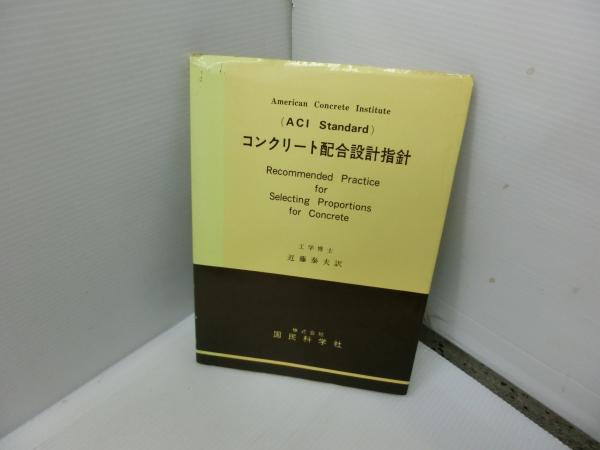 American Concrete Institute
(ACI Standard)
コンクリート配合設計指針
Recommended Practice
for
Selecting Proportions
for Concrete
工学博士
近藤泰夫訳
株式会社
国民科学社